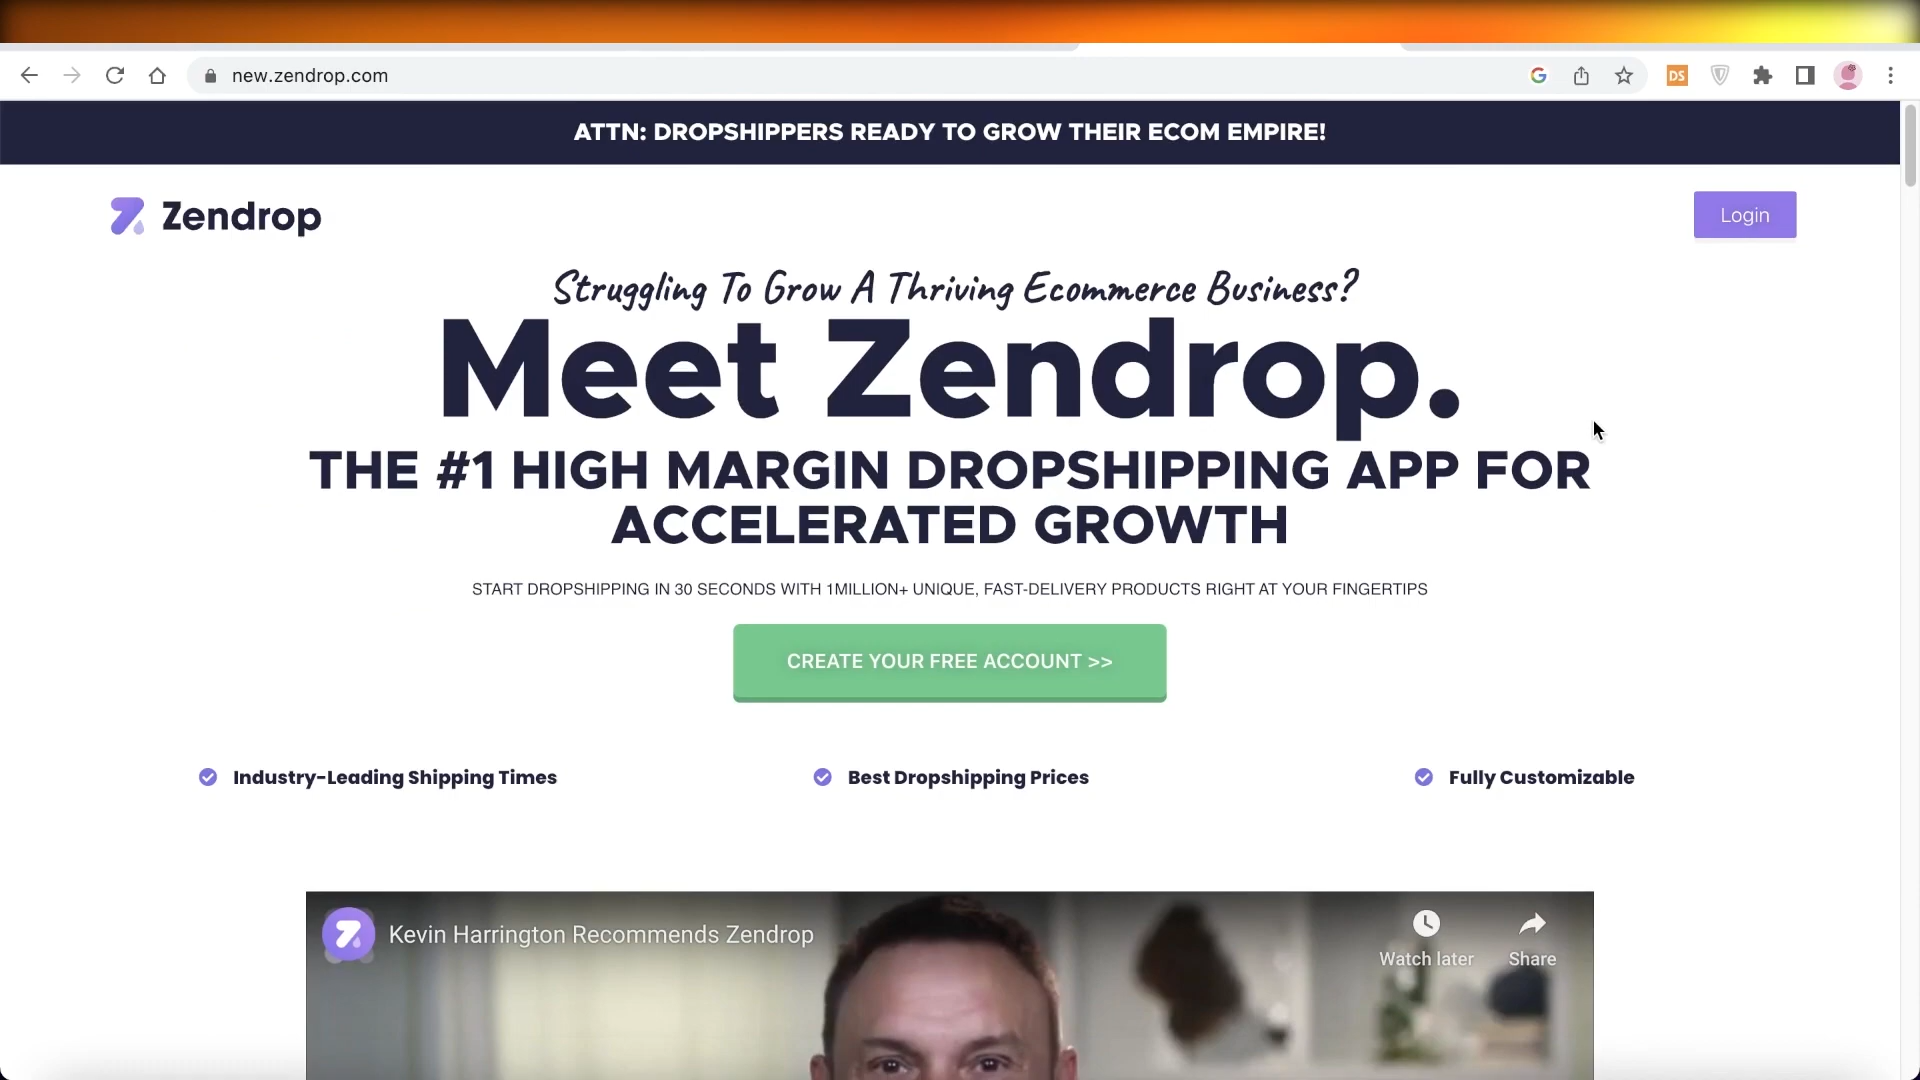 new.zendrop.com
DS
ATTN: DROPSHIPPERS READY TO GROW THEIR ECOM EMPIRE!
Zendrop
Login
Struggling To Grow A Thriving Ecommerce Business?
Meet Zendrop.
THE #1 HIGH MARGIN DROPSHIPPING APP FOR
ACCELERATED GROWTH
START DROPSHIPPING IN 30 SECONDS WITH 1MILLION+ UNIQUE, FAST-DELIVERY PRODUCTS RIGHT AT YOUR FINGERTIPS
CREATE YOUR FREE ACCOUNT >>
Industry-Leading Shipping Times
Best Dropshipping Prices
Fully Customizable
Kevin Harrington Recommends Zendrop
Watch later
Share